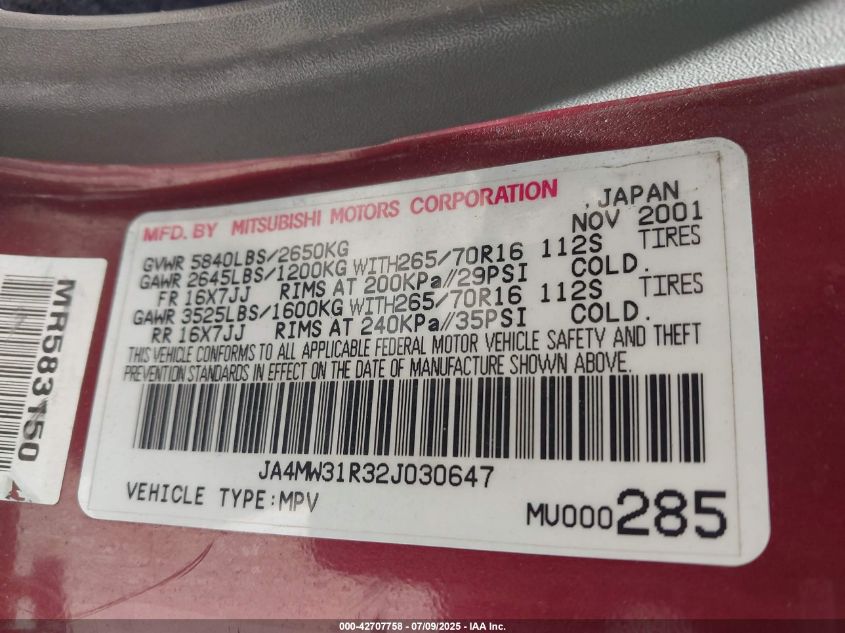 MFD. BY MITSUBISHI MOTORS CORPORATION JAPAN
GVWR 5840LBS/2650KG NOV 2001
GAWR 2645LBS/1200KG WITH265/70R16 112S TIRES
FR 16X7JJ RIMS AT 200KPa//29PSI COLD.
GAWR 3525LBS/1600KG WITH265/70R16 112S TIRES
RR 16X7JJ RIMS AT 240KPa//35PSI COLD.
THIS VEHICLE CONFORMS TO ALL APPLICABLE FEDERAL MOTOR VEHICLE SAFETY AND THEFT
PREVENTION STANDARDS IN EFFECT ON THE DATE OF MANUFACTURE SHOWN ABOVE.
JA4MW31R32J030647
VEHICLE TYPE:MPV
MU000285
MR583150
000-42707758 | 07/09/2025 | © IAA Inc.